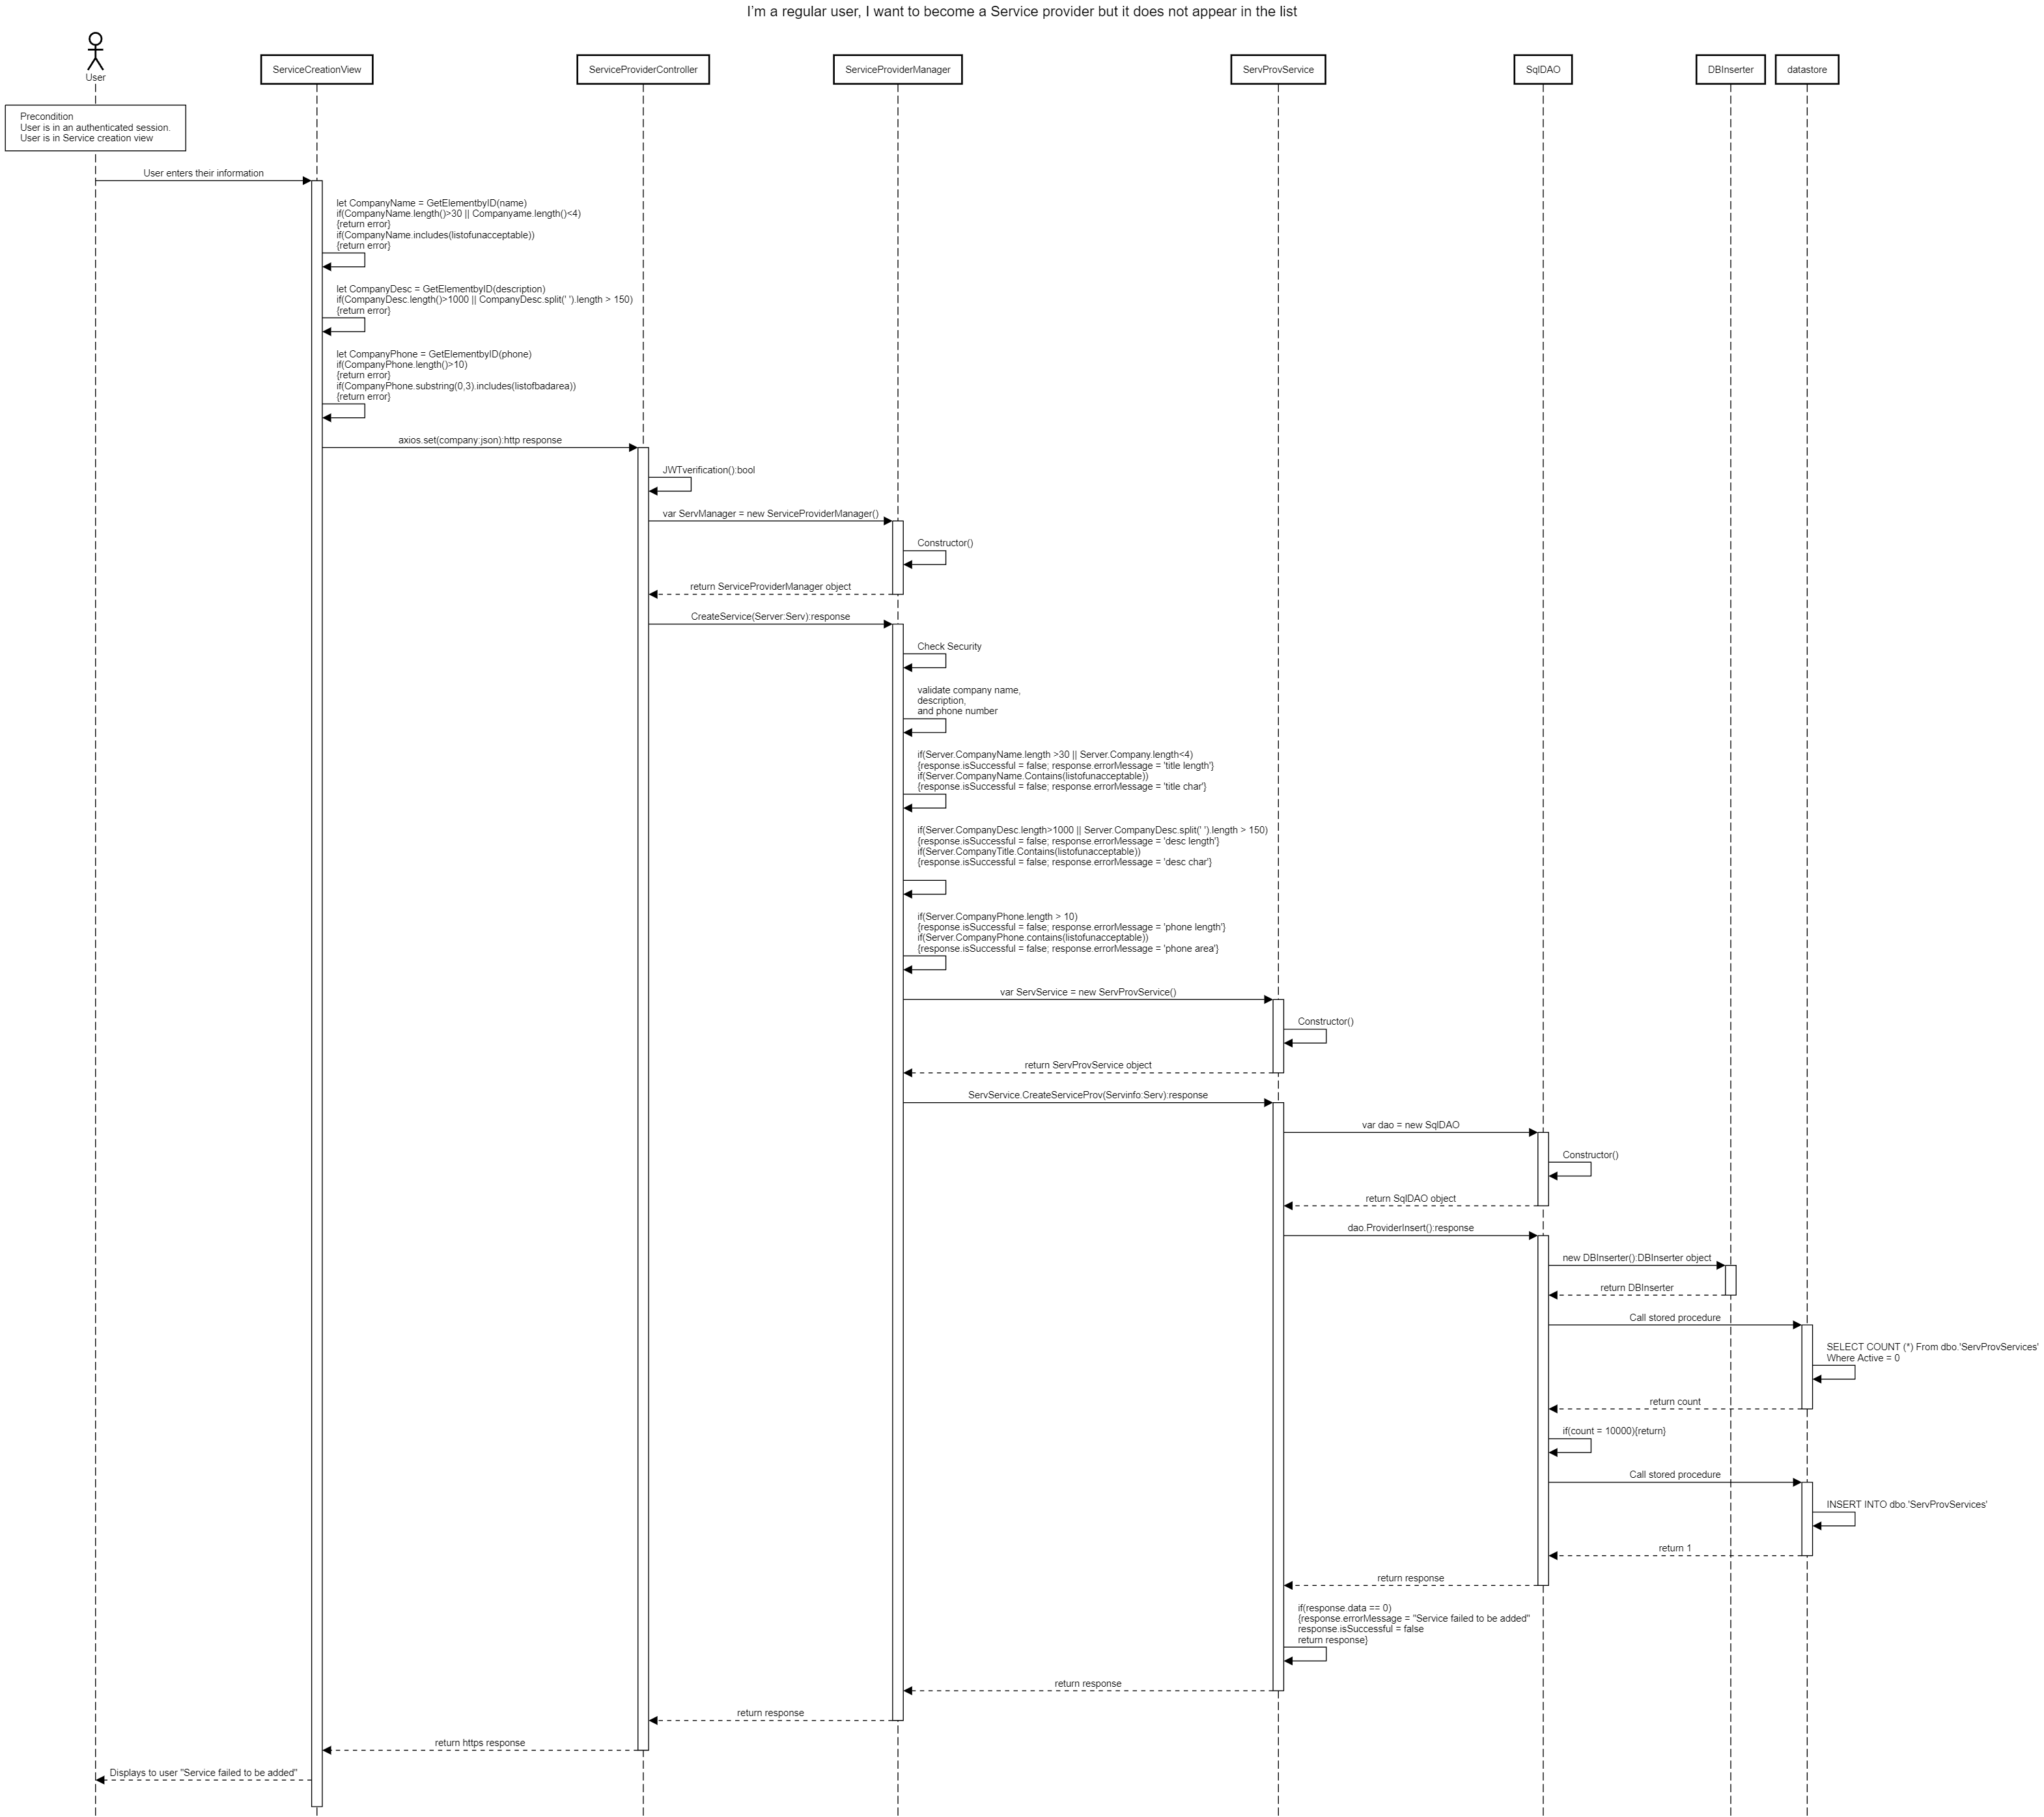 I'm a regular user, I want to become a Service provider but it does not appear in the list
User
ServiceCreationView
ServiceProviderController
ServiceProviderManager
ServProvService
SqlDAO
DBInserter
datastore
Precondition
User is in an authenticated session.
User is in Service creation view
User enters their information
let CompanyName = GetElementbyID(name)
if(CompanyName.length()>30 || Companyame.length()<4)
{return error}
if(CompanyName.includes(listofunacceptable))
{return error}
let CompanyDesc = GetElementbyID(description)
if(CompanyDesc.length()>1000 || CompanyDesc.split(' ').length > 150)
{return error}
let CompanyPhone = GetElementbyID(phone)
if(CompanyPhone.length()>10)
{return error}
if(CompanyPhone.substring(0,3).includes(listofbadarea))
{return error}
axios.set(company:json):http response
JWTverification():bool
var ServManager = new ServiceProviderManager()
Constructor()
return ServiceProviderManager object
CreateService(Server:Serv):response
Check Security
validate company name,
description,
and phone number
if(Server.CompanyName.length >30 || Server.Company.length<4)
{response.isSuccessful = false; response.errorMessage = 'title length'}
if(Server.CompanyName.Contains(listofunacceptable))
{response.isSuccessful = false; response.errorMessage = 'title char'}
if(Server.CompanyDesc.length>1000 || Server.CompanyDesc.split(' ').length > 150)
{response.isSuccessful = false; response.errorMessage = 'desc length'}
if(Server.CompanyTitle.Contains(listofunacceptable))
{response.isSuccessful = false; response.errorMessage = 'desc char'}
if(Server.CompanyPhone.length > 10)
{response.isSuccessful = false; response.errorMessage = 'phone length'}
if(Server.CompanyPhone.contains(listofunacceptable))
{response.isSuccessful = false; response.errorMessage = 'phone area'}
var ServService = new ServProvService()
Constructor()
return ServProvService object
ServService.CreateServiceProv(Servinfo:Serv):response
var dao = new SqlDAO
Constructor()
return SqlDAO object
dao.ProviderInsert():response
new DBInserter():DBInserter object
return DBInserter
Call stored procedure
SELECT COUNT (*) From dbo.'ServProvServices'
Where Active = 0
return count
if(count = 10000){return}
Call stored procedure
INSERT INTO dbo.'ServProvServices'
return 1
return response
if(response.data == 0)
{response.errorMessage = "Service failed to be added"
response.isSuccessful = false
return response}
return response
return response
return https response
Displays to user "Service failed to be added"